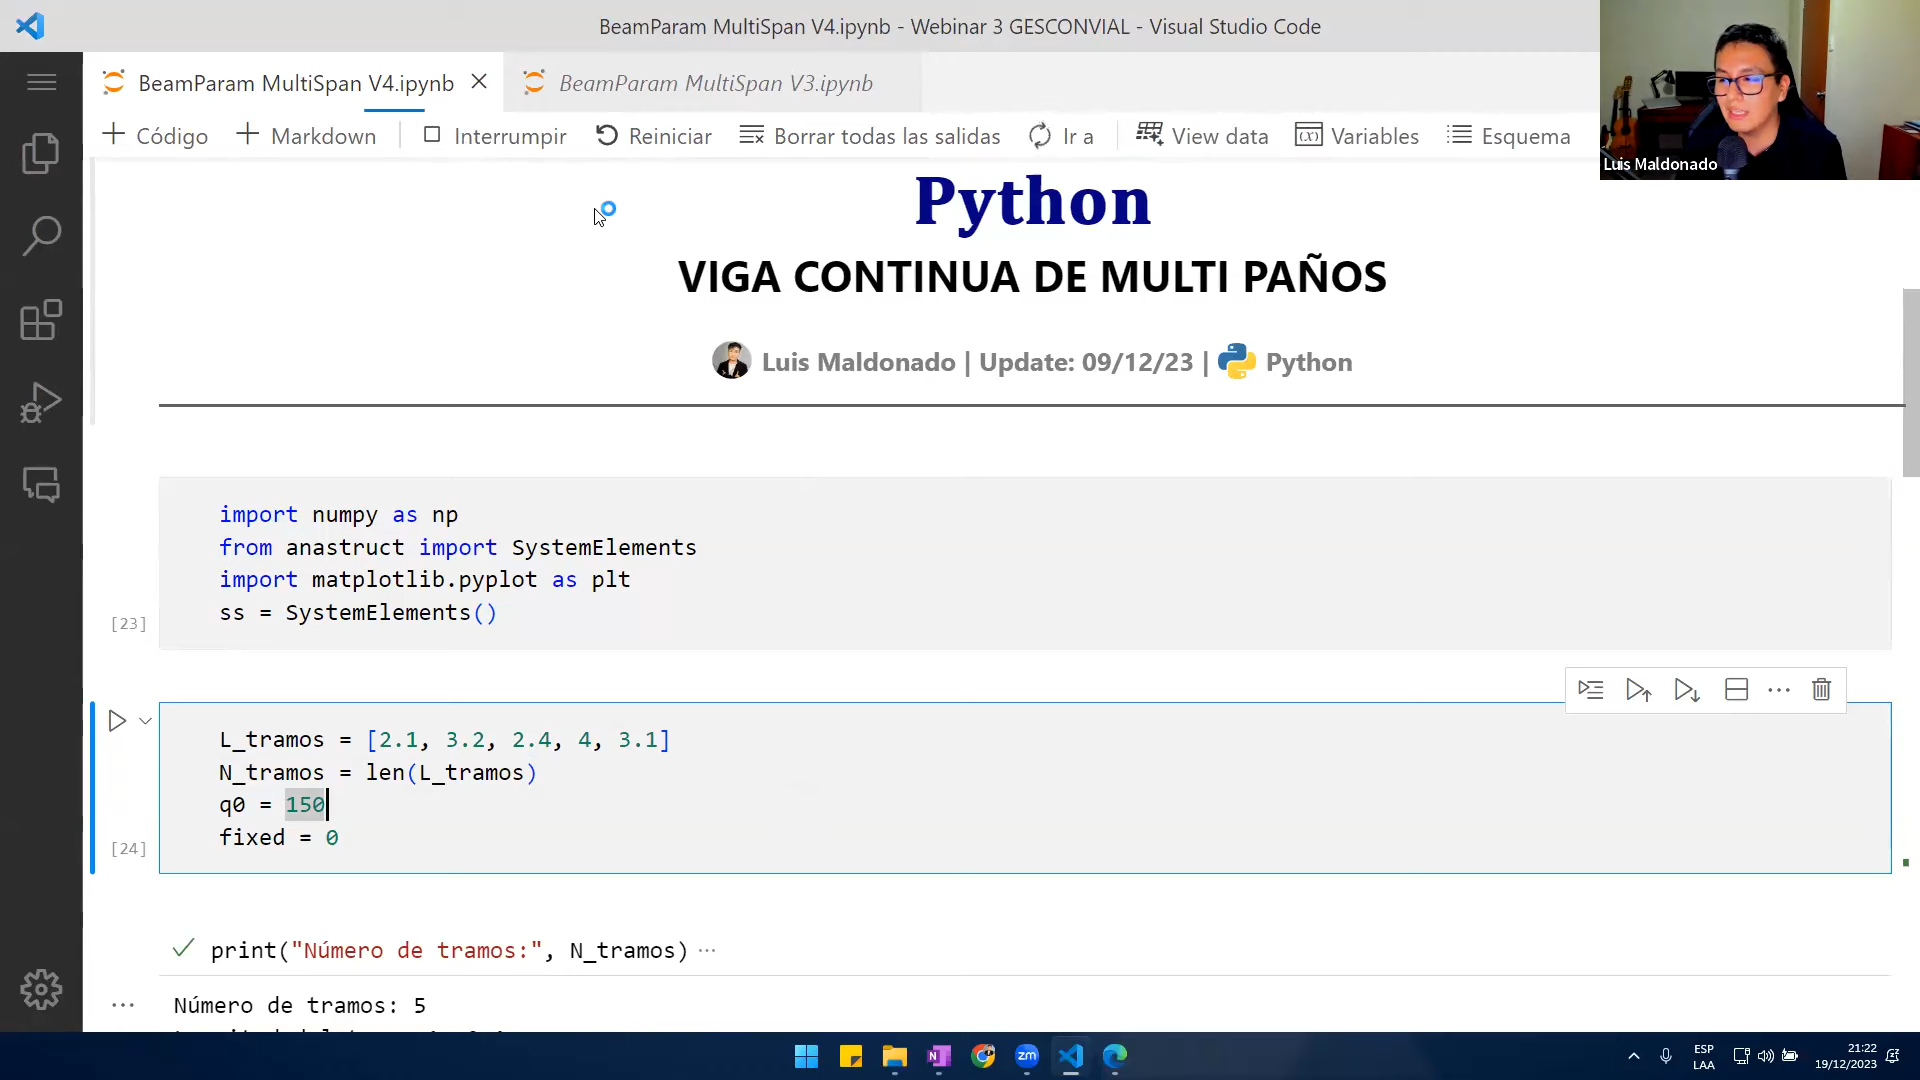 BeamParam MultiSpan V4.ipynb - Webinar 3 GESCONVIAL - Visual Studio Code
BeamParam MultiSpan V4.ipynb
BeamParam MultiSpan V3.ipynb
Código
Markdown
Interrumpir
Reiniciar
Borrar todas las salidas
Ir a
View data
Variables
Esquema
Luis Maldonado
Python
VIGA CONTINUA DE MULTI PAÑOS
Luis Maldonado | Update: 09/12/23 | Python
import numpy as np
from anastruct import SystemElements
import matplotlib.pyplot as plt
ss = SystemElements()
[23]
L_tramos = [2.1, 3.2, 2.4, 4, 3.1]
N_tramos = len(L_tramos)
q0 = 150
fixed = 0
[24]
print("Número de tramos:", N_tramos) ...
Número de tramos: 5
ESP
LAA
21:22
19/12/2023